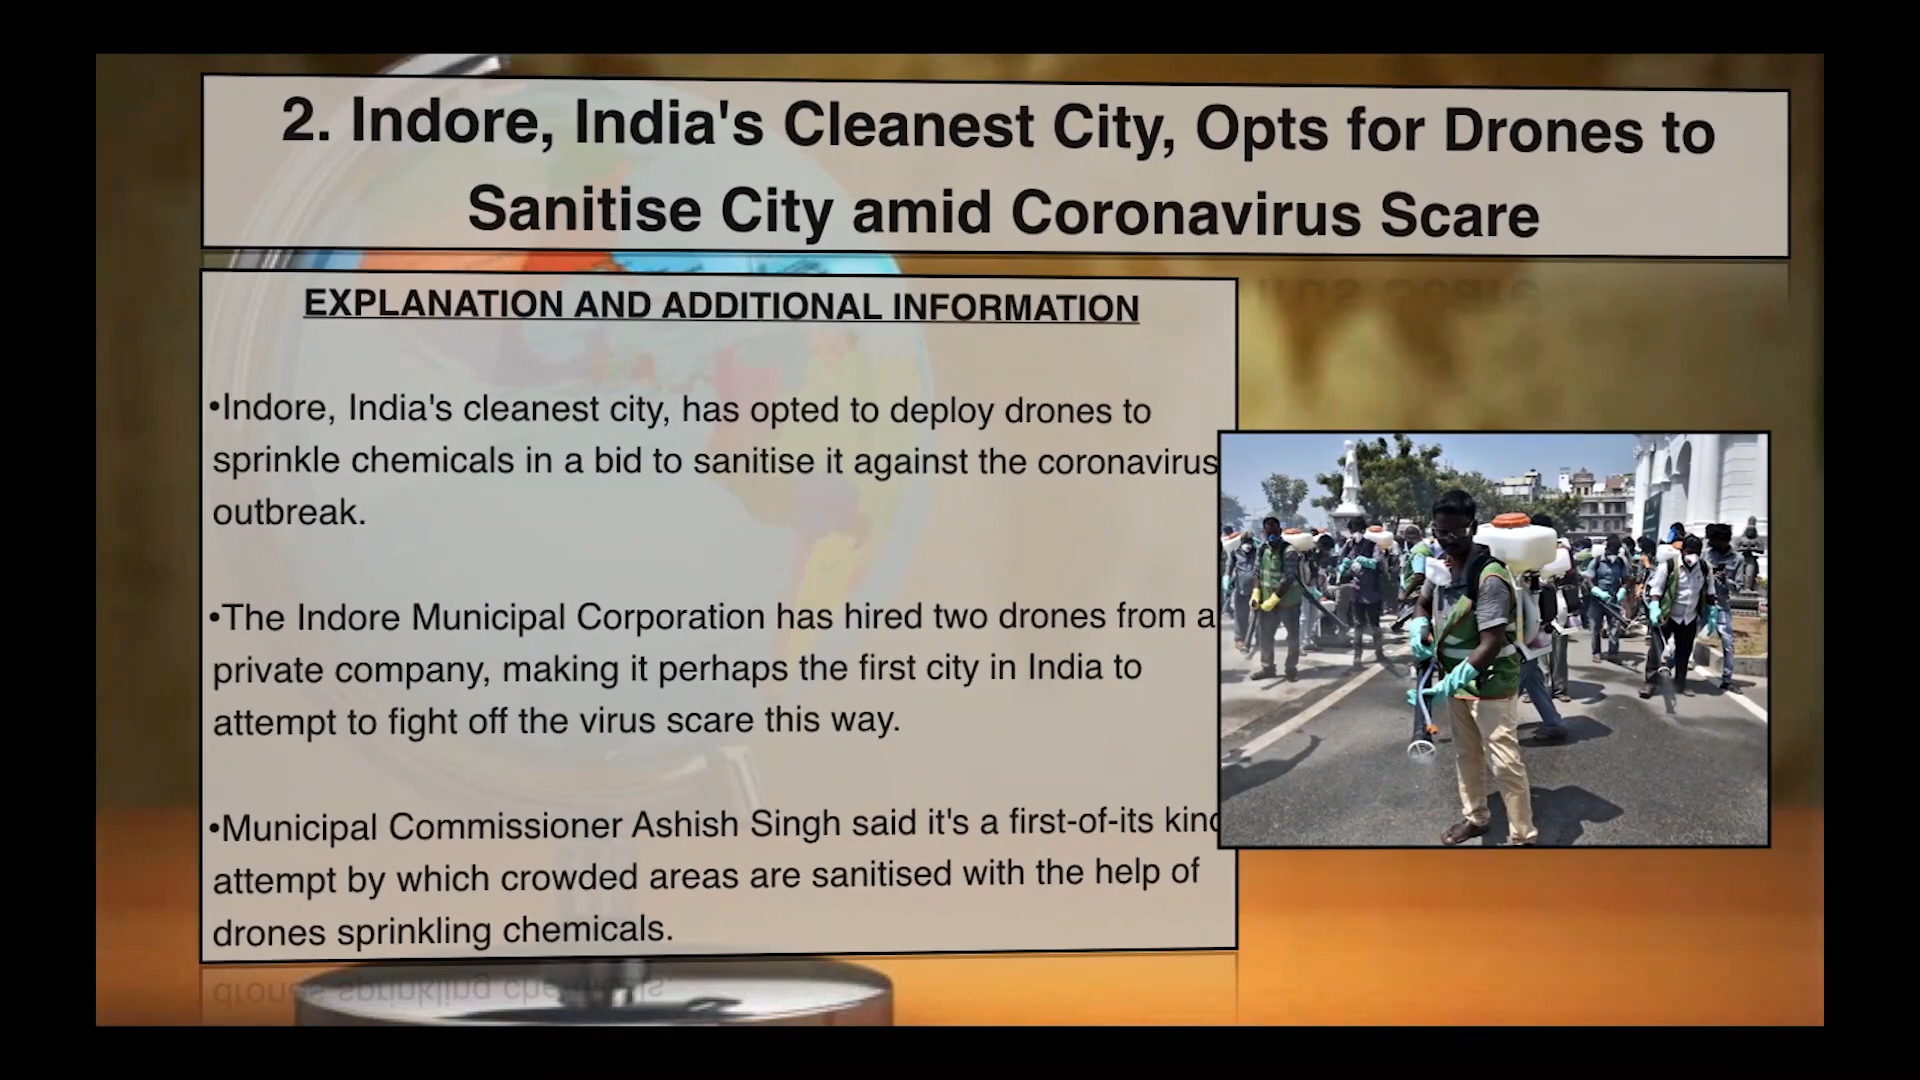 2. Indore, India's Cleanest City, Opts for Drones to
Sanitise City amid Coronavirus Scare
EXPLANATION AND ADDITIONAL INFORMATION
•Indore, India's cleanest city, has opted to deploy drones to
sprinkle chemicals in a bid to sanitise it against the coronavirus
outbreak.
•The Indore Municipal Corporation has hired two drones from a
private company, making it perhaps the first city in India to
attempt to fight off the virus scare this way.
•Municipal Commissioner Ashish Singh said it's a first-of-its kind
attempt by which crowded areas are sanitised with the help of
drones sprinkling chemicals.